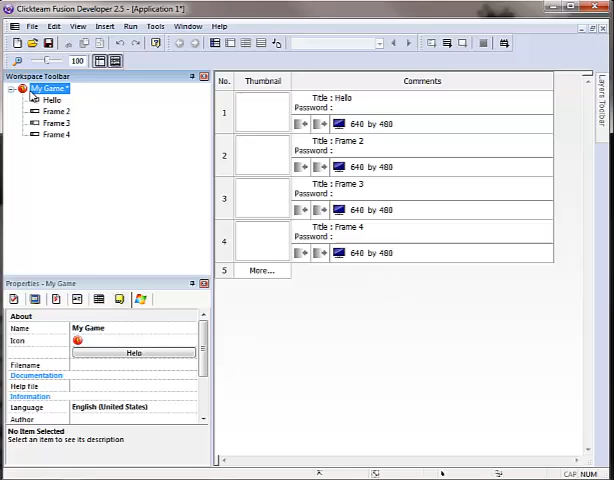 Clickteam Fusion Developer 2.5 - [Application 1*]
File Edit View Insert Run Tools Window Help
100
Workspace Toolbar
My Game *
Hello
Frame 2
Frame 3
Frame 4
No. Thumbnail Comments
1
Title : Hello
Password :
640 by 480
2
Title : Frame 2
Password :
640 by 480
3
Title : Frame 3
Password :
640 by 480
4
Title : Frame 4
Password :
640 by 480
5 More...
Layers Toolbar
Properties - My Game
About
Name My Game
Icon
Help
Filename
Documentation
Help file
Information
Language English (United States)
Author
No Item Selected
Select an item to see its description
CAP NUM